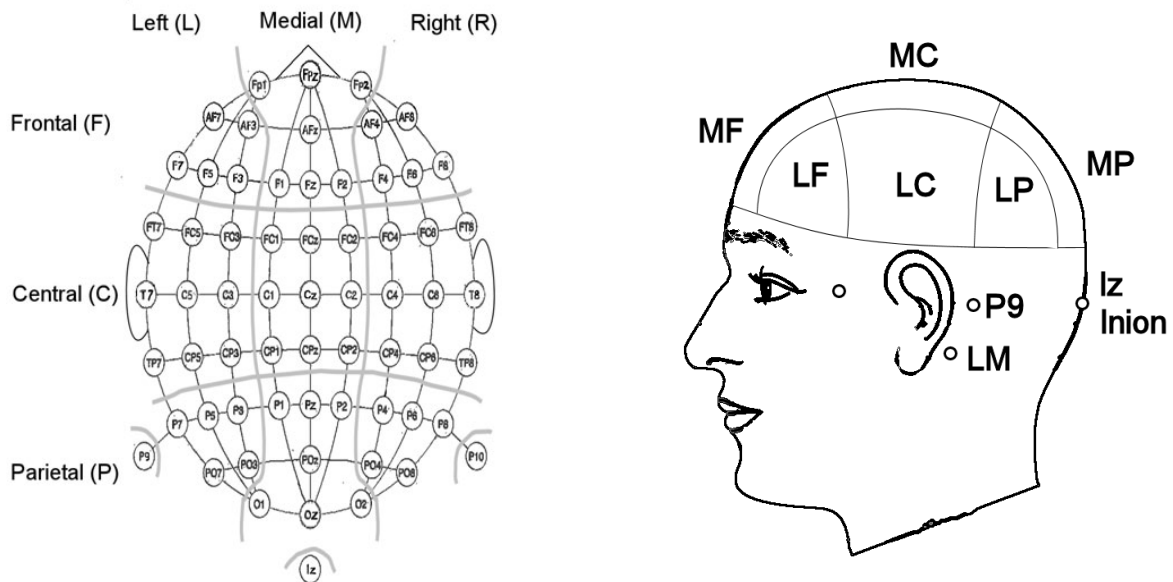 Left (L) Medial (M) Right (R)
Fp1 Fpz Fp2
Frontal (F)
AF7 AF3 AFz AF4 AF8
F7 F5 F3 F1 Fz F2 F4 F6 F8
FT7 FC5 FC3 FC1 FCz FC2 FC4 FC6 FT8
Central (C)
T7 C5 C3 C1 Cz C2 C4 C6 T8
TP7 CP5 CP3 CP1 CPz CP2 CP4 CP6 TP8
P7 P5 P3 P1 Pz P2 P4 P6 P8
P9 P10
Parietal (P)
PO7 PO3 POz PO4 PO8
O1 Oz O2
Iz
MC
MF
MP
LF LC LP
P9
Iz
Inion
LM